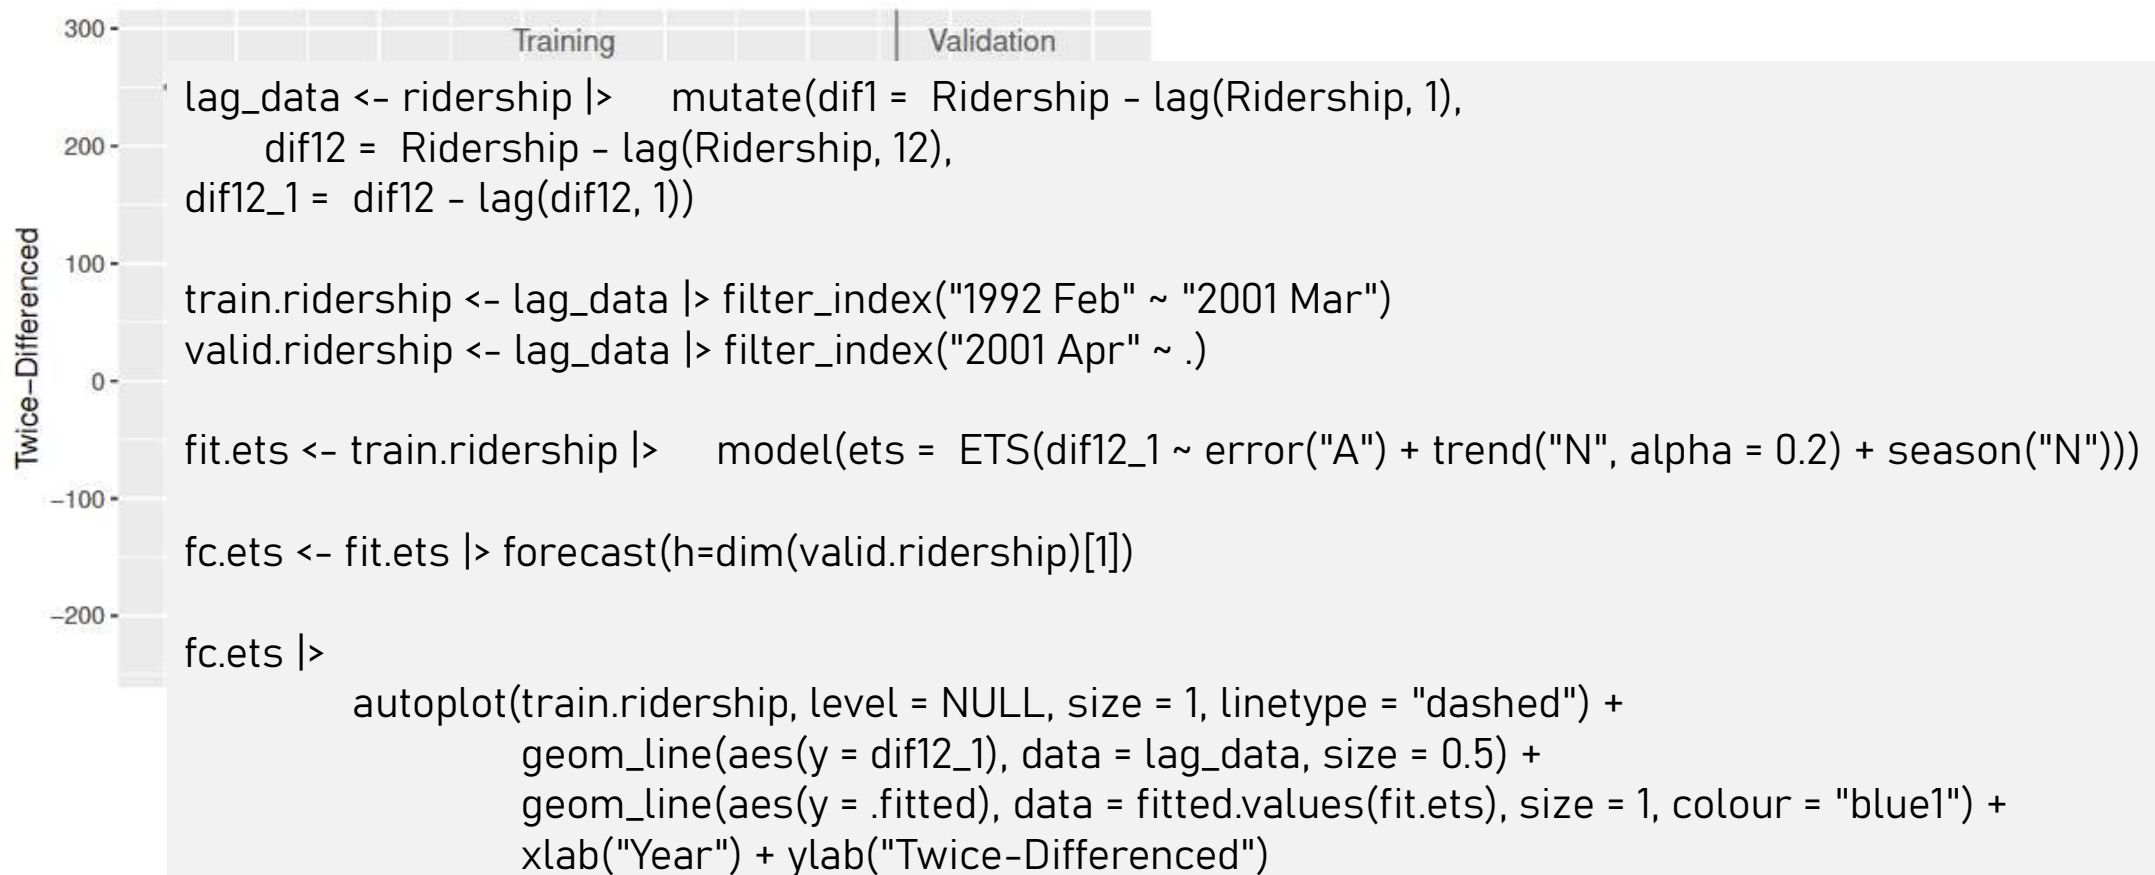 300
Training
Validation
lag_data <- ridership |>    mutate(dif1 =  Ridership - lag(Ridership, 1),
200
dif12 =  Ridership - lag(Ridership, 12),
dif12_1 =  dif12 - lag(dif12, 1))
Twice-Differenced
100
train.ridership <- lag_data |> filter_index("1992 Feb" ~ "2001 Mar")
valid.ridership <- lag_data |> filter_index("2001 Apr" ~ .)
0
fit.ets <- train.ridership |>    model(ets =  ETS(dif12_1 ~ error("A") + trend("N", alpha = 0.2) + season("N")))
-100
fc.ets <- fit.ets |> forecast(h=dim(valid.ridership)[1])
-200
fc.ets |>
autoplot(train.ridership, level = NULL, size = 1, linetype = "dashed") +
geom_line(aes(y = dif12_1), data = lag_data, size = 0.5) +
geom_line(aes(y = .fitted), data = fitted.values(fit.ets), size = 1, colour = "blue1") +
xlab("Year") + ylab("Twice-Differenced")